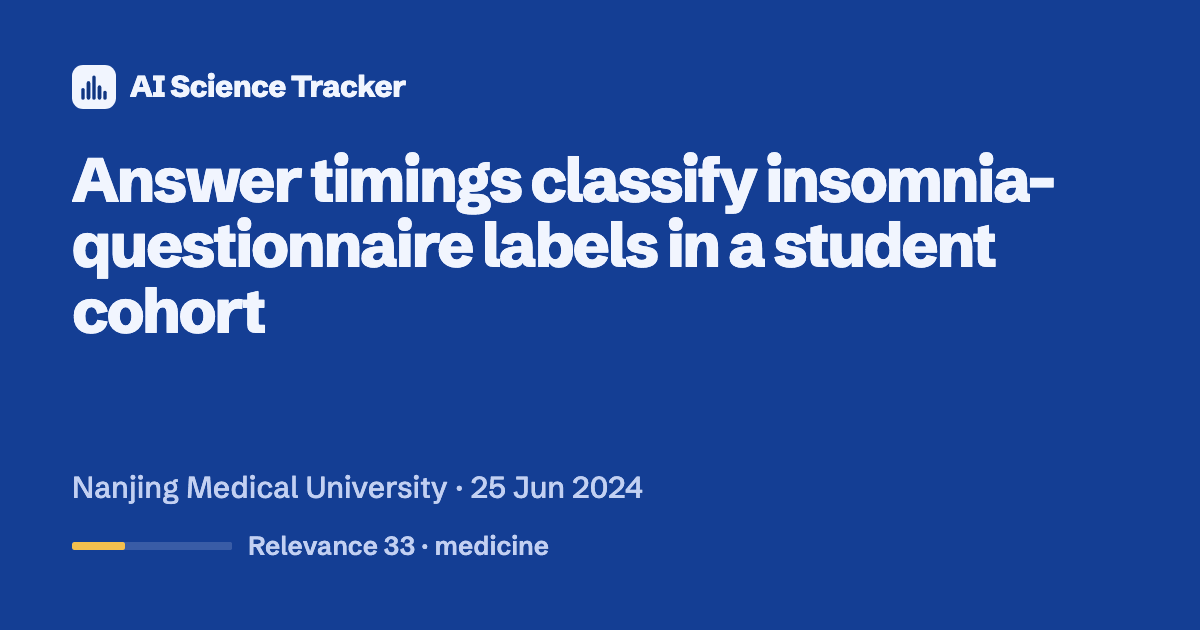 AI Science Tracker
Answer timings classify insomnia-
questionnaire labels in a student
cohort
Nanjing Medical University · 25 Jun 2024
Relevance 33 · medicine